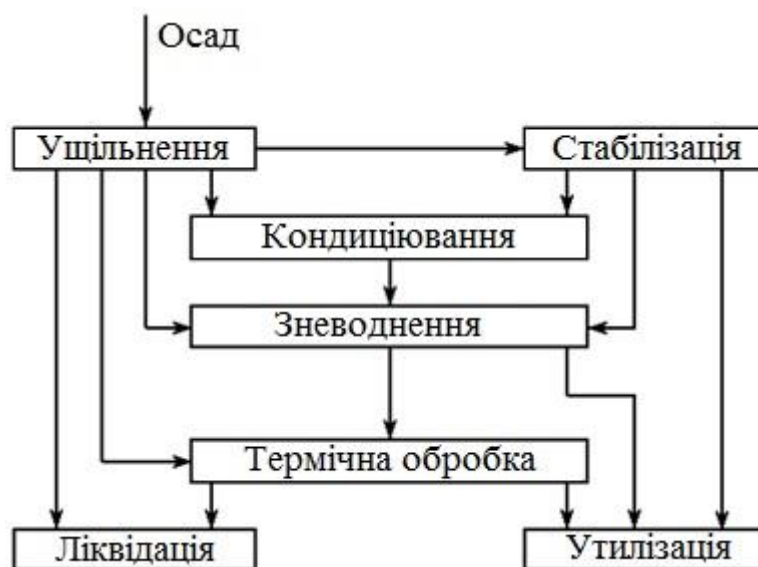 Осад
Ущільнення
Стабілізація
Кондиціювання
Зневоднення
Термічна обробка
Ліквідація
Утилізація